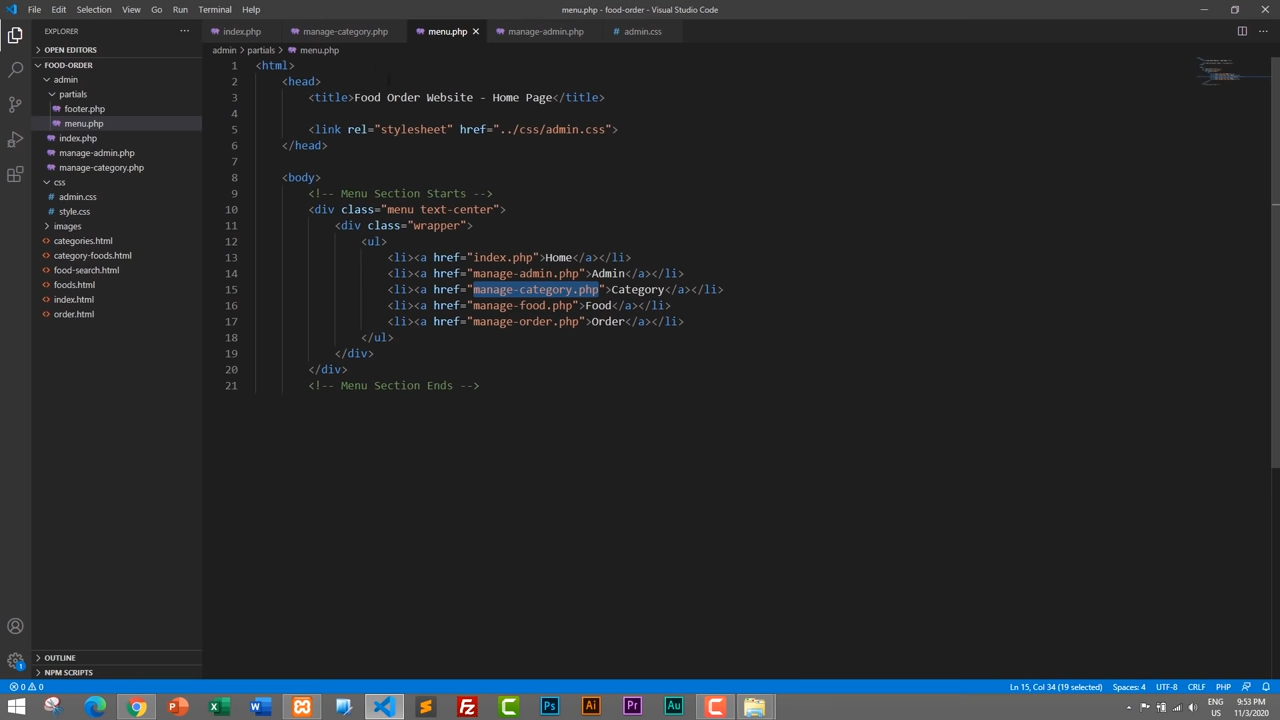 File Edit Selection View Go Run Terminal Help
menu.php - food-order - Visual Studio Code
EXPLORER
OPEN EDITORS
FOOD-ORDER
admin
partials
footer.php
menu.php
index.php
manage-admin.php
manage-category.php
css
admin.css
style.css
images
categories.html
category-foods.html
food-search.html
foods.html
index.html
order.html
OUTLINE
NPM SCRIPTS
index.php manage-category.php menu.php manage-admin.php admin.css
admin partials menu.php
1 <html>
2 <head>
3 <title>Food Order Website - Home Page</title>
4
5 <link rel="stylesheet" href="../css/admin.css">
6 </head>
7
8 <body>
9 <!-- Menu Section Starts -->
10 <div class="menu text-center">
11 <div class="wrapper">
12 <ul>
13 <li><a href="index.php">Home</a></li>
14 <li><a href="manage-admin.php">Admin</a></li>
15 <li><a href="manage-category.php">Category</a></li>
16 <li><a href="manage-food.php">Food</a></li>
17 <li><a href="manage-order.php">Order</a></li>
18 </ul>
19 </div>
20 </div>
21 <!-- Menu Section Ends -->
1
0 0 Ln 15, Col 34 (19 selected) Spaces: 4 UTF-8 CRLF PHP
Ps Ai Pr Au
ENG
US
9:53 PM
11/3/2020